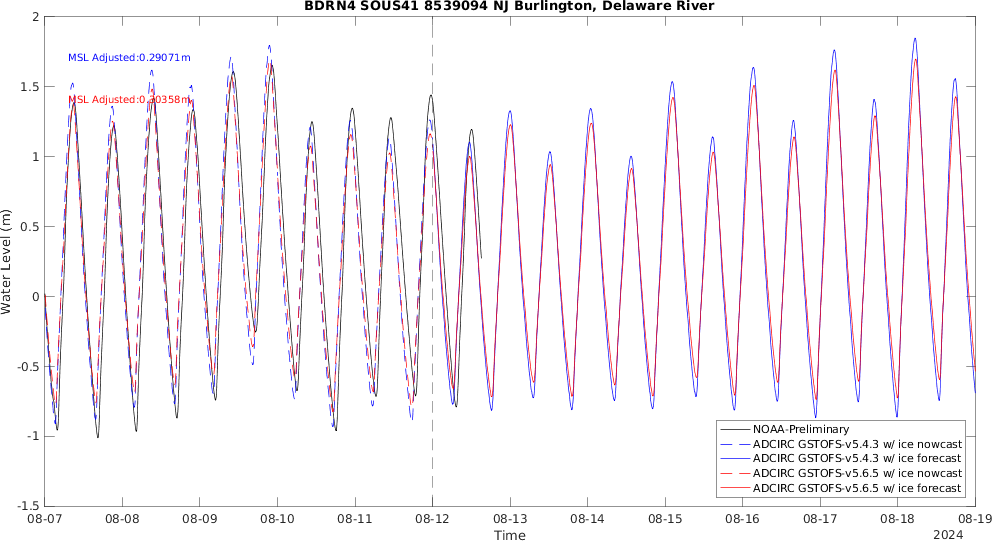 BDRN4 SOUS41 8539094 NJ Burlington, Delaware River
2
1.5
1
0.5
0
-0.5
-1
-1.5
Water Level (m)
MSL Adjusted:0.29071m
MSL Adjusted:0.30358m
NOAA-Preliminary
ADCIRC GSTOFS-v5.4.3 w/ ice nowcast
ADCIRC GSTOFS-v5.4.3 w/ ice forecast
ADCIRC GSTOFS-v5.6.5 w/ ice nowcast
ADCIRC GSTOFS-v5.6.5 w/ ice forecast
08-07 08-08 08-09 08-10 08-11 08-12 08-13 08-14 08-15 08-16 08-17 08-18 08-19
Time
2024